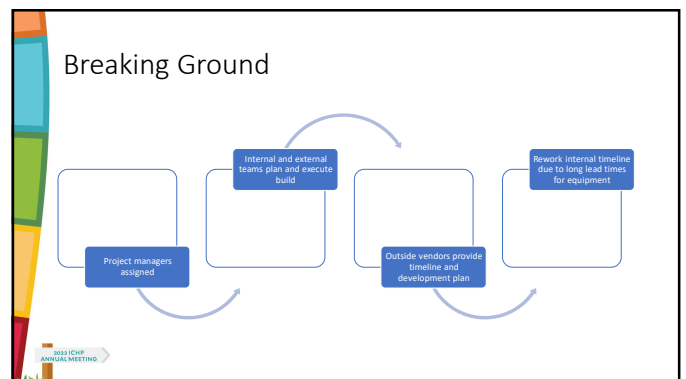 Breaking Ground
Project managers
assigned
Internal and external
teams plan and execute
build
Outside vendors provide
timeline and
development plan
Rework internal timeline
due to long lead times
for equipment
2023 ICHP
ANNUAL MEETING